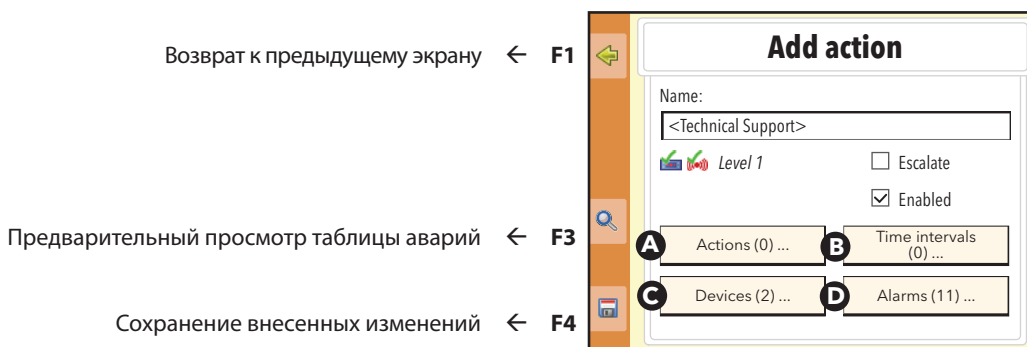 Возврат к предыдущему экрану ← F1
Add action
Name:
<Technical Support>
Level 1
Escalate
Enabled
Предварительный просмотр таблицы аварий ← F3
A Actions (0) ...
B Time intervals
(0) ...
C Devices (2) ...
D Alarms (11) ...
Сохранение внесенных изменений ← F4